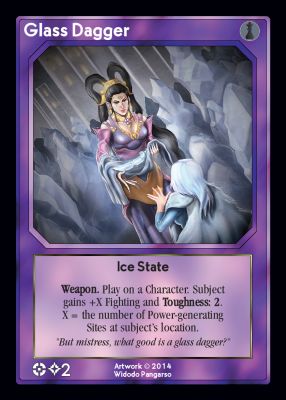 Glass Dagger
Ice State
Weapon. Play on a Character. Subject
gains +X Fighting and Toughness: 2.
X = the number of Power-generating
Sites at subject's location.
"But mistress, what good is a glass dagger?"
2
Artwork © 2014
Widodo Pangarso